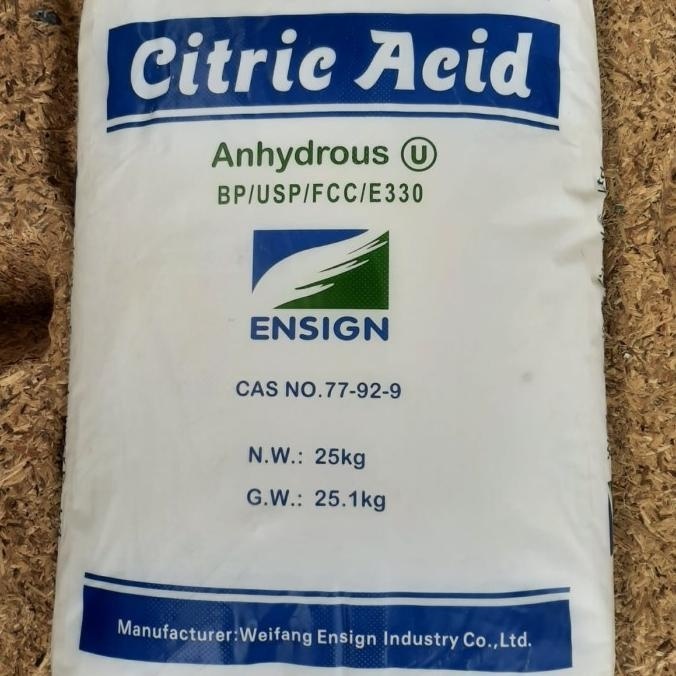 Citric Acid
Anhydrous U
BP/USP/FCC/E330
ENSIGN
CAS NO.77-92-9
N.W.: 25kg
G.W.: 25.1kg
Manufacturer:Weifang Ensign Industry Co.,Ltd.